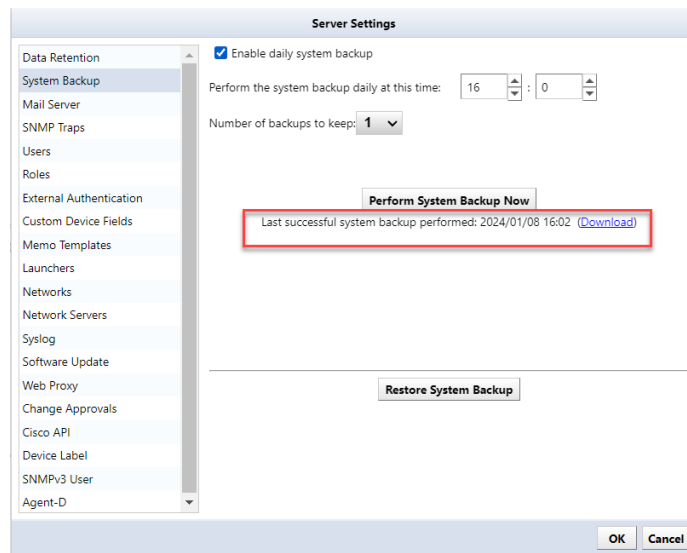 Server Settings
Data Retention
System Backup
Mail Server
SNMP Traps
Users
Roles
External Authentication
Custom Device Fields
Memo Templates
Launchers
Networks
Network Servers
Syslog
Software Update
Web Proxy
Change Approvals
Cisco API
Device Label
SNMPv3 User
Agent-D
Enable daily system backup
Perform the system backup daily at this time: 16 : 0
Number of backups to keep: 1
Perform System Backup Now
Last successful system backup performed: 2024/01/08 16:02 (Download)
Restore System Backup
OK Cancel